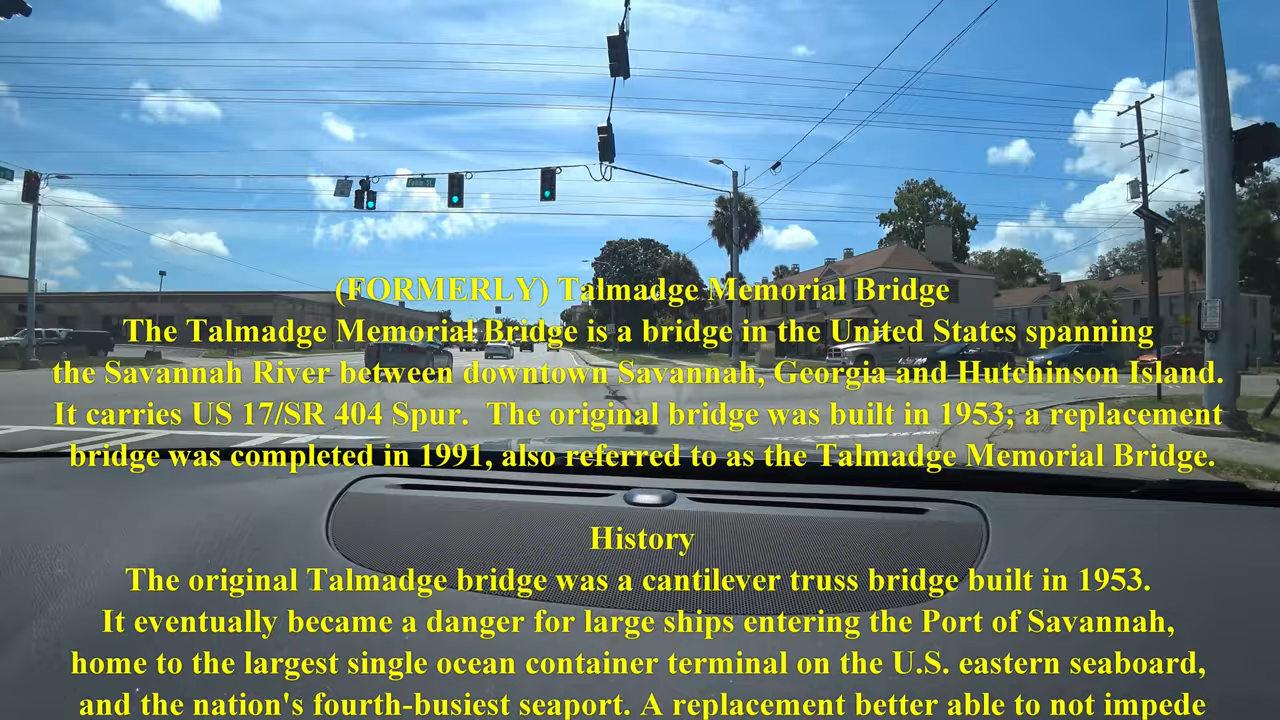 (FORMERLY) Talmadge Memorial Bridge
The Talmadge Memorial Bridge is a bridge in the United States spanning
the Savannah River between downtown Savannah, Georgia and Hutchinson Island.
It carries US 17/SR 404 Spur. The original bridge was built in 1953; a replacement
bridge was completed in 1991, also referred to as the Talmadge Memorial Bridge.
History
The original Talmadge bridge was a cantilever truss bridge built in 1953.
It eventually became a danger for large ships entering the Port of Savannah,
home to the largest single ocean container terminal on the U.S. eastern seaboard,
and the nation's fourth-busiest seaport. A replacement better able to not impede